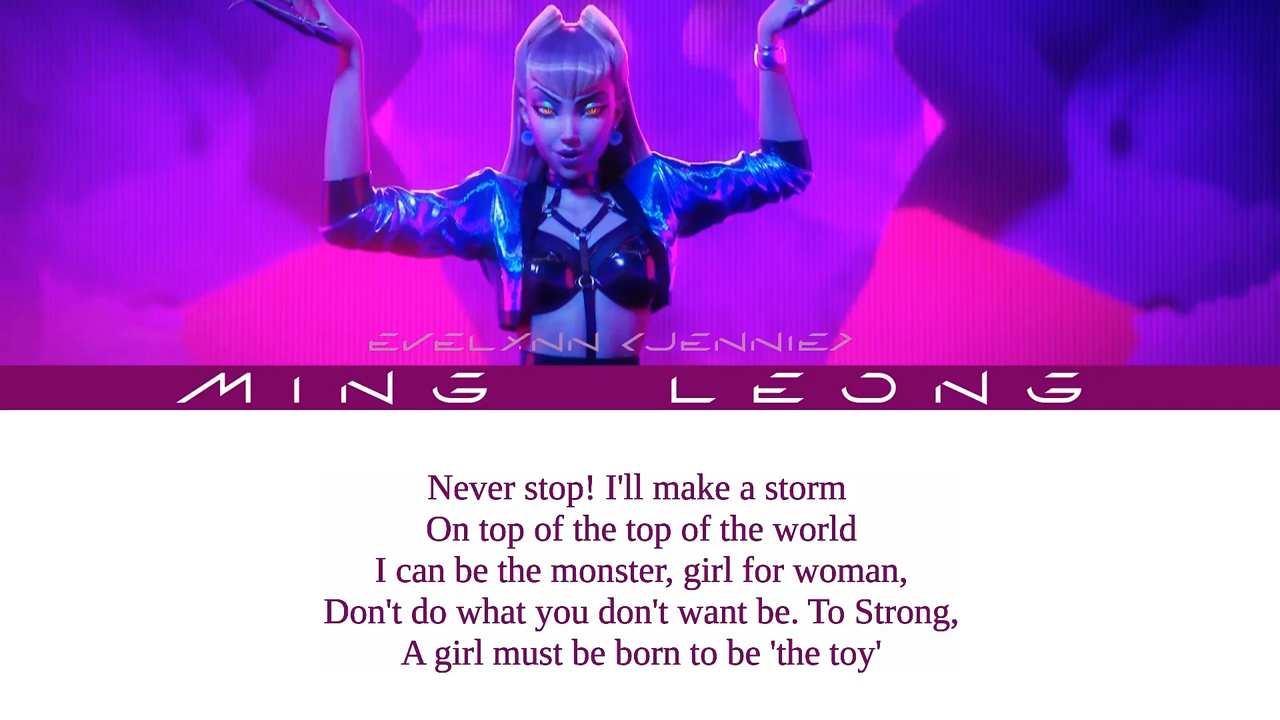 EVELYNN <JENNIE>
MING LEONG
Never stop! I'll make a storm
On top of the top of the world
I can be the monster, girl for woman,
Don't do what you don't want be. To Strong,
A girl must be born to be 'the toy'